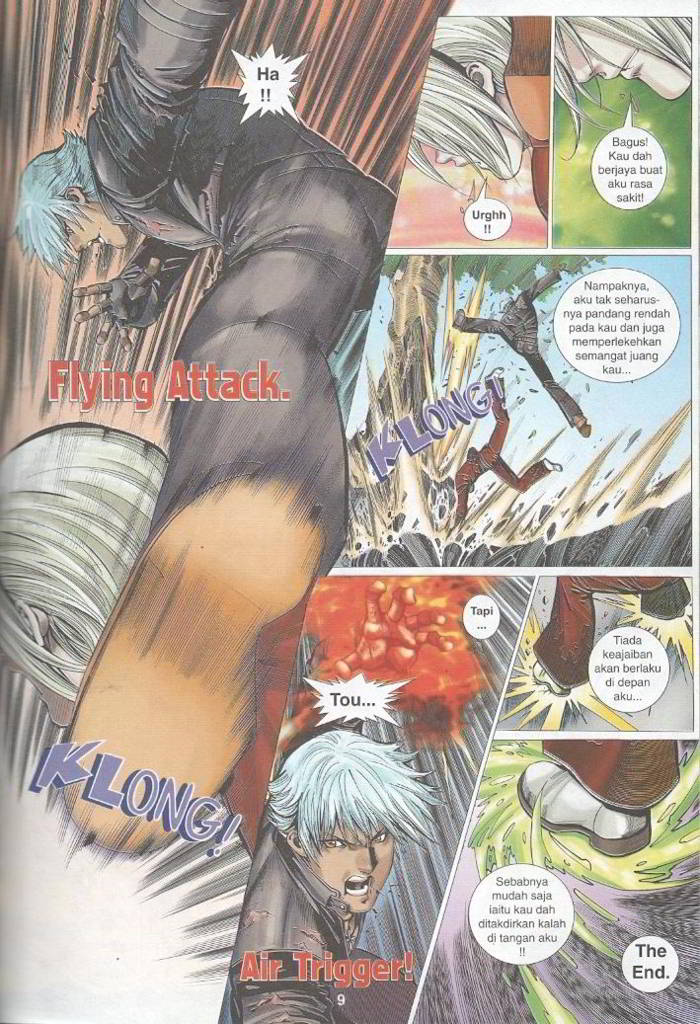 Ha
!!
Flying Attack.
KLONG!
Urghh
!!
Bagus!
Kau dah
berjaya buat
aku rasa
sakit!
Nampaknya,
aku tak seharus-
nya pandang rendah
pada kau dan juga
memperlekehkan
semangat juang
kau...
KLONG!
Tapi
...
Tou...
Air Trigger!
Tiada
keajaiban
akan berlaku
di depan
aku...
Sebabnya
mudah saja
iaitu kau dah
ditakdirkan kalah
di tangan aku
!!
The
End.
9